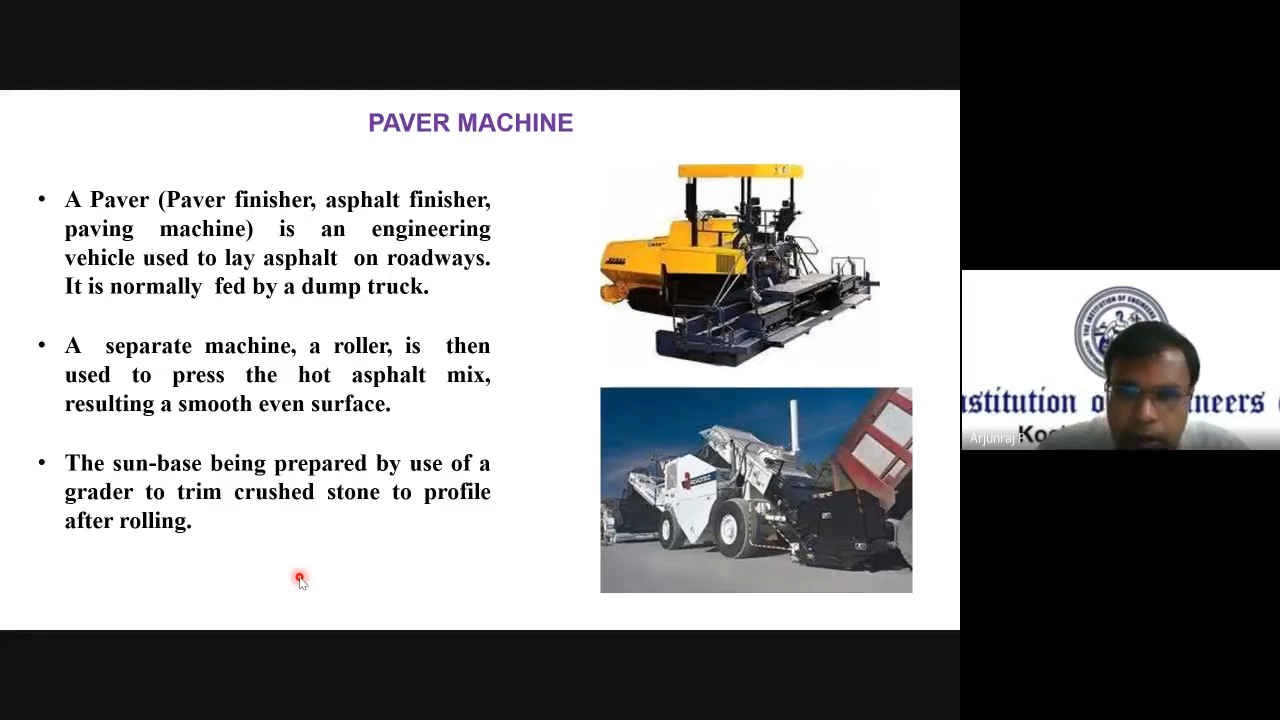 PAVER MACHINE
• A Paver (Paver finisher, asphalt finisher,
paving machine) is an engineering
vehicle used to lay asphalt on roadways.
It is normally fed by a dump truck.
• A separate machine, a roller, is then
used to press the hot asphalt mix,
resulting a smooth even surface.
• The sun-base being prepared by use of a
grader to trim crushed stone to profile
after rolling.
ROADTEC
THE INSTITUTION OF ENGINEERS
Arjunraj